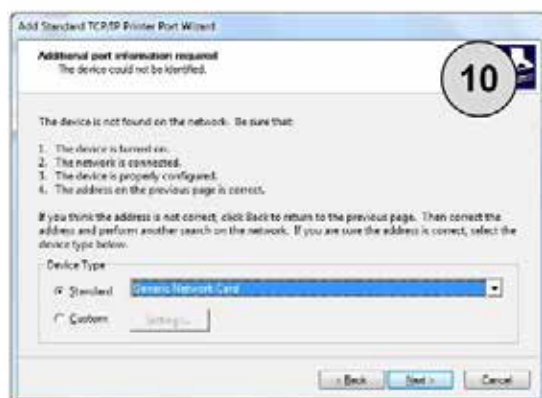 Add Standard TCP/IP Printer Port Wizard
Additional port information required
The device could not be identified.
10
The device is not found on the network. Be sure that:
1. The device is turned on.
2. The network is connected.
3. The device is properly configured.
4. The address on the previous page is correct.
If you think the address is not correct, click Back to return to the previous page. Then correct the
address and perform another search on the network. If you are sure the address is correct, select the
device type below.
Device Type
Standard Generic Network Card
Custom Settings...
< Back Next > Cancel